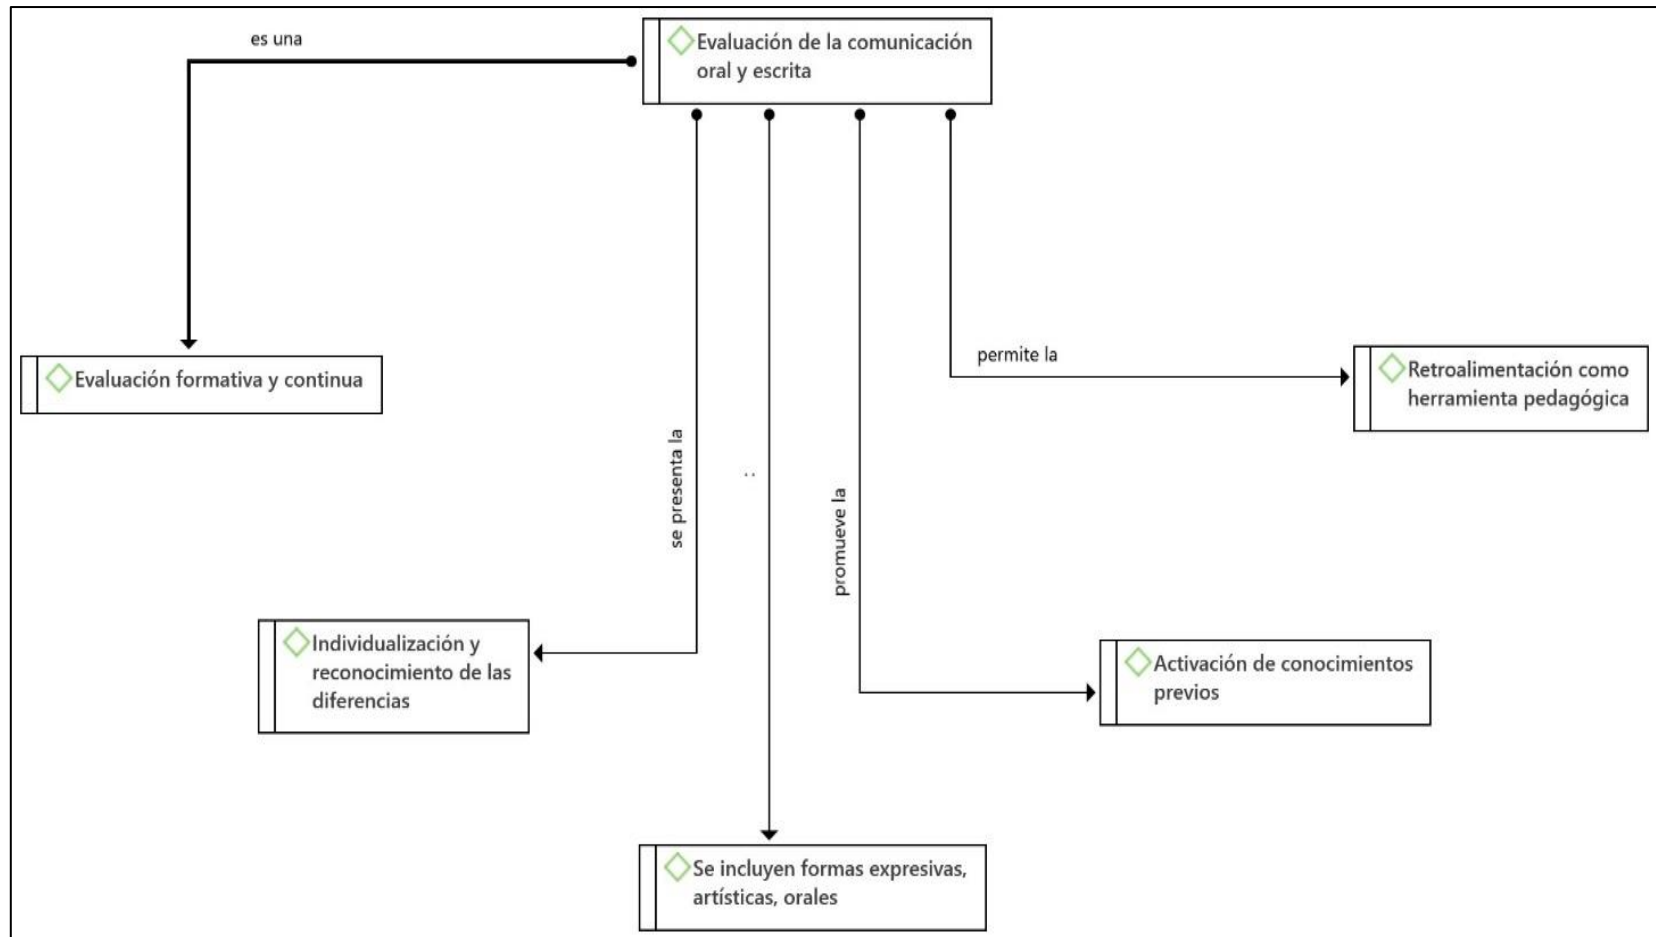 es una
Evaluación de la comunicación
oral y escrita
permite la
Retroalimentación como
herramienta pedagógica
Evaluación formativa y continua
se presenta la
..
promueve la
Individualización y
reconocimiento de las
diferencias
Activación de conocimientos
previos
Se incluyen formas expresivas,
artísticas, orales